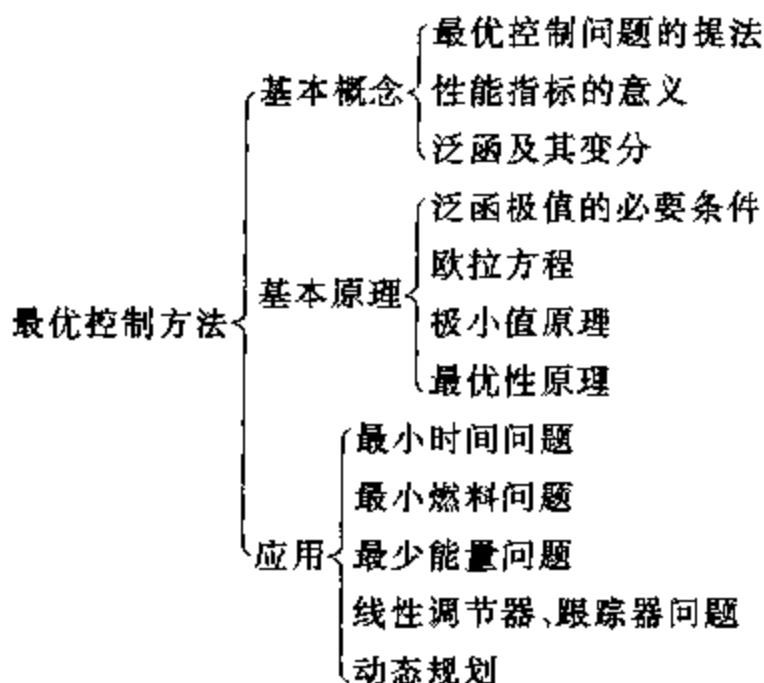 最优控制方法
基本概念
最优控制问题的提法
性能指标的意义
泛函及其变分
基本原理
泛函极值的必要条件
欧拉方程
极小值原理
最优性原理
应用
最小时间问题
最小燃料问题
最少能量问题
线性调节器、跟踪器问题
动态规划